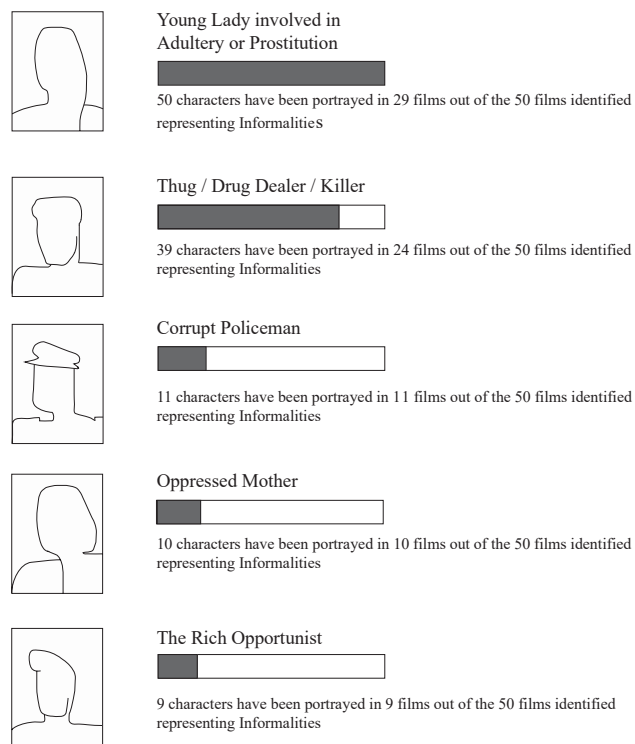 Young Lady involved in
Adultery or Prostitution
50 characters have been portrayed in 29 films out of the 50 films identified
representing Informalities
Thug / Drug Dealer / Killer
39 characters have been portrayed in 24 films out of the 50 films identified
representing Informalities
Corrupt Policeman
11 characters have been portrayed in 11 films out of the 50 films identified
representing Informalities
Oppressed Mother
10 characters have been portrayed in 10 films out of the 50 films identified
representing Informalities
The Rich Opportunist
9 characters have been portrayed in 9 films out of the 50 films identified
representing Informalities